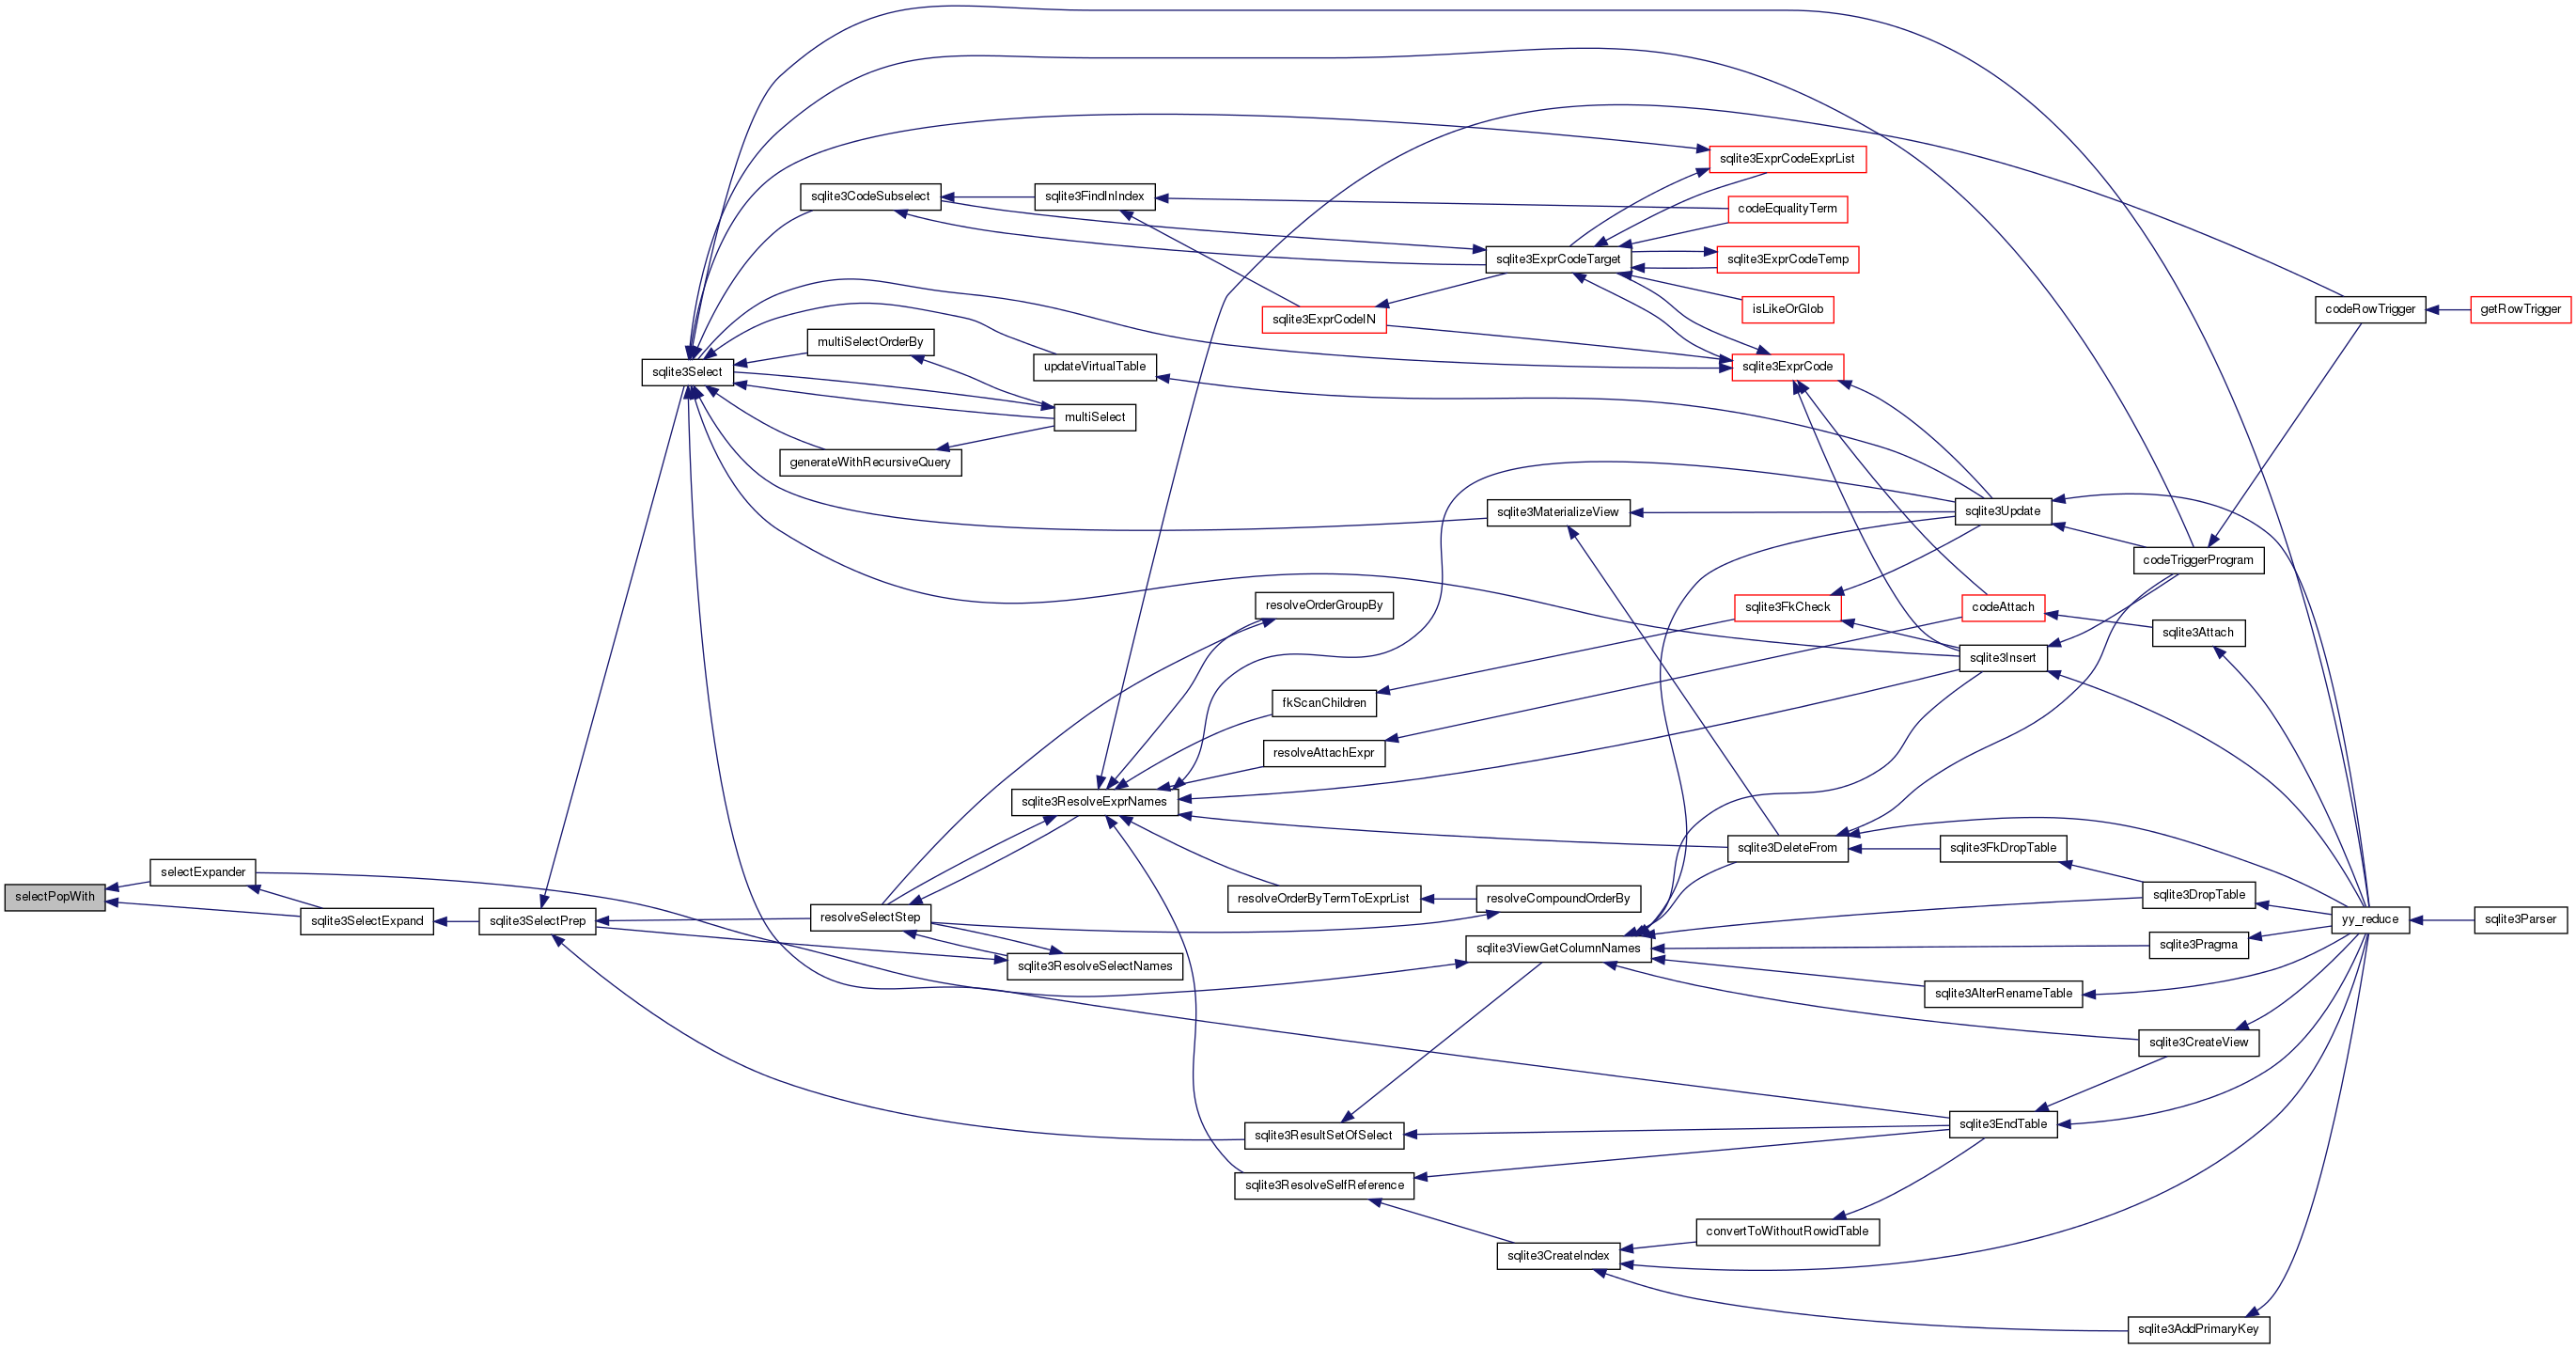 selectPopWith
selectExpander
sqlite3SelectExpand
sqlite3SelectPrep
sqlite3Select
sqlite3CodeSubselect
multiSelectOrderBy
generateWithRecursiveQuery
resolveSelectStep
sqlite3FindInIndex
updateVirtualTable
multiSelect
sqlite3ResolveExprNames
sqlite3ResolveSelectNames
sqlite3ExprCodeIN
resolveOrderGroupBy
fkScanChildren
resolveAttachExpr
resolveOrderByTermToExprList
sqlite3ResultSetOfSelect
sqlite3ResolveSelfReference
sqlite3ExprCodeTarget
sqlite3MaterializeView
resolveCompoundOrderBy
sqlite3ViewGetColumnNames
sqlite3CreateIndex
sqlite3ExprCodeExprList
codeEqualityTerm
sqlite3ExprCodeTemp
isLikeOrGlob
sqlite3ExprCode
sqlite3FkCheck
sqlite3DeleteFrom
convertToWithoutRowidTable
sqlite3Update
codeAttach
sqlite3Insert
sqlite3FkDropTable
sqlite3AlterRenameTable
sqlite3EndTable
codeTriggerProgram
sqlite3Attach
sqlite3DropTable
sqlite3Pragma
sqlite3CreateView
sqlite3AddPrimaryKey
codeRowTrigger
yy_reduce
getRowTrigger
sqlite3Parser